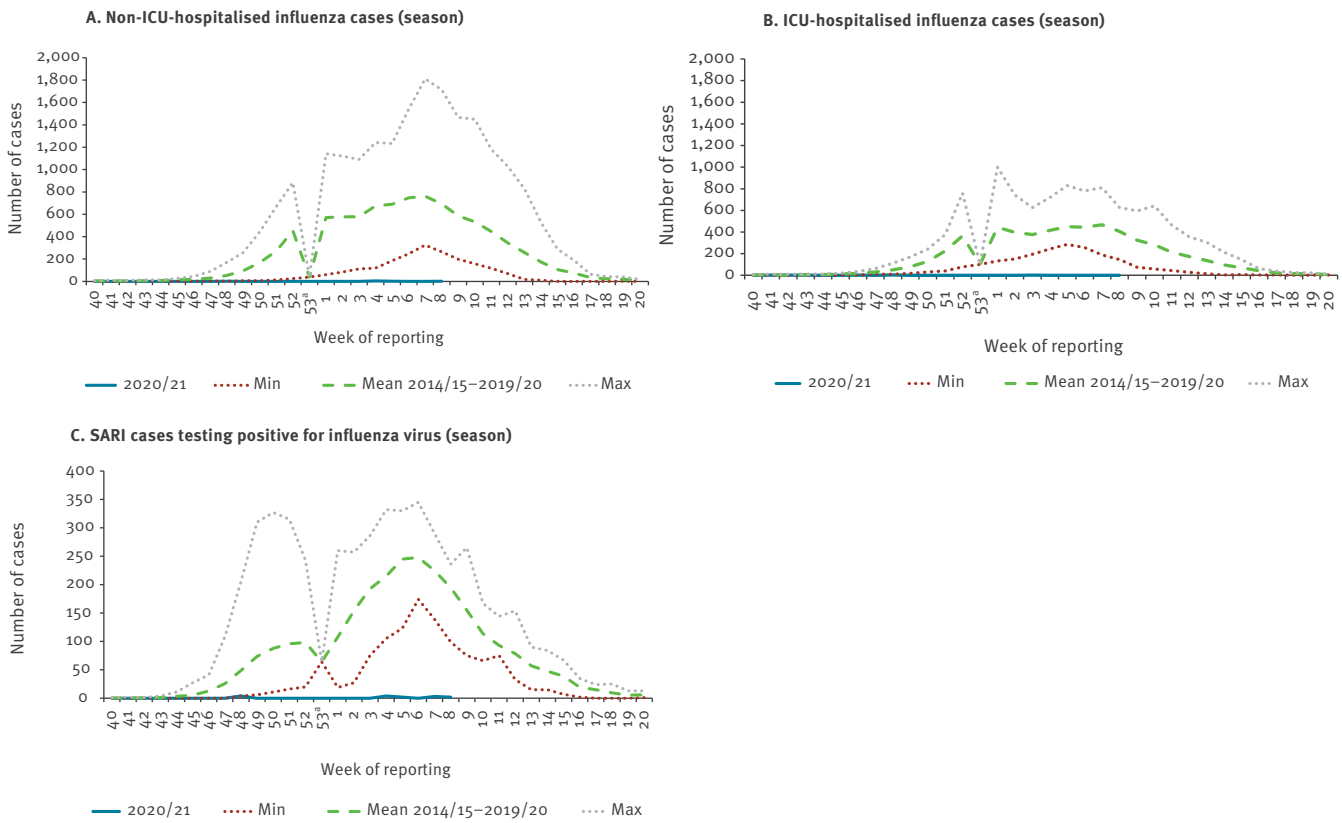 A. Non-ICU-hospitalised influenza cases (season)
2,000
1,800
1,600
1,400
1,200
1,000
800
600
400
200
0
Number of cases
40 41 42 43 44 45 46 47 48 49 50 51 52 53ª 1 2 3 4 5 6 7 8 9 10 11 12 13 14 15 16 17 18 19 20
Week of reporting
2020/21 Min Mean 2014/15–2019/20 Max
B. ICU-hospitalised influenza cases (season)
2,000
1,800
1,600
1,400
1,200
1,000
800
600
400
200
0
Number of cases
40 41 42 43 44 45 46 47 48 49 50 51 52 53ª 1 2 3 4 5 6 7 8 9 10 11 12 13 14 15 16 17 18 19 20
Week of reporting
2020/21 Min Mean 2014/15–2019/20 Max
C. SARI cases testing positive for influenza virus (season)
400
350
300
250
200
150
100
50
0
Number of cases
40 41 42 43 44 45 46 47 48 49 50 51 52 53ª 1 2 3 4 5 6 7 8 9 10 11 12 13 14 15 16 17 18 19 20
Week of reporting
2020/21 Min Mean 2014/15–2019/20 Max